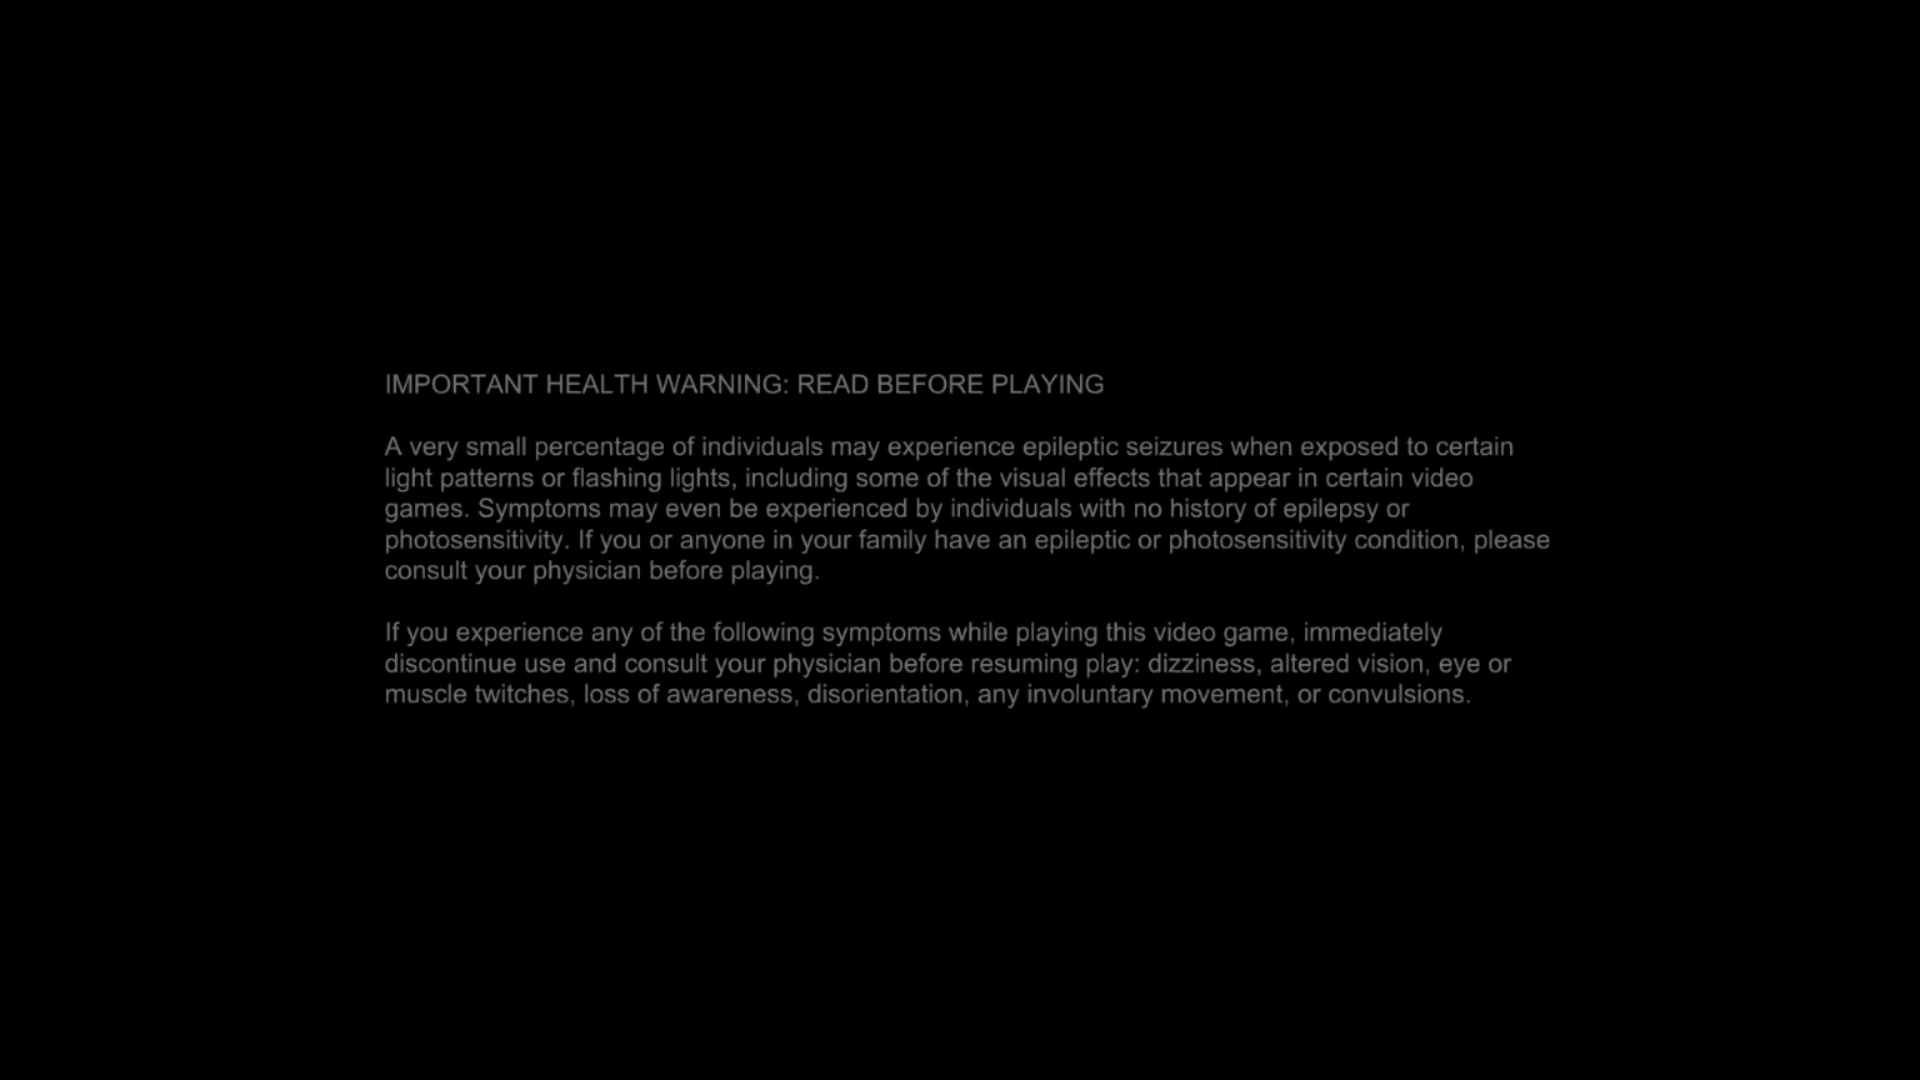 IMPORTANT HEALTH WARNING: READ BEFORE PLAYING
A very small percentage of individuals may experience epileptic seizures when exposed to certain
light patterns or flashing lights, including some of the visual effects that appear in certain video
games. Symptoms may even be experienced by individuals with no history of epilepsy or
photosensitivity. If you or anyone in your family have an epileptic or photosensitivity condition, please
consult your physician before playing.
If you experience any of the following symptoms while playing this video game, immediately
discontinue use and consult your physician before resuming play: dizziness, altered vision, eye or
muscle twitches, loss of awareness, disorientation, any involuntary movement, or convulsions.